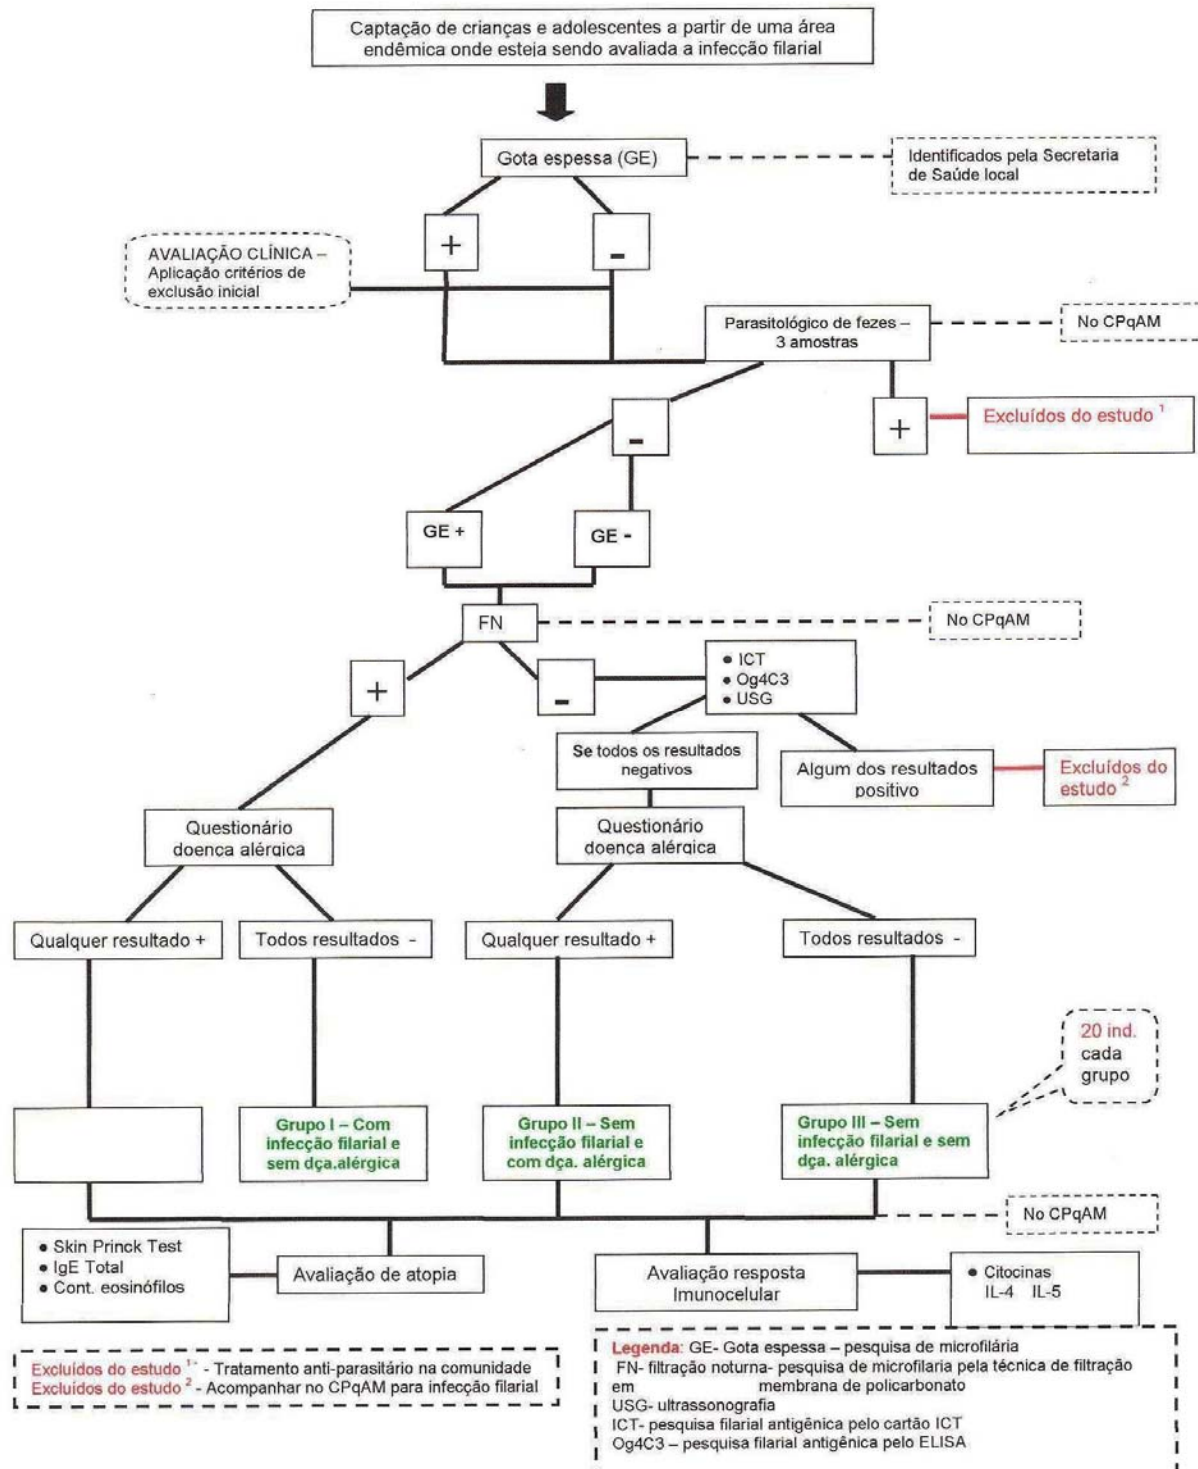 Captação de crianças e adolescentes a partir de uma área
endêmica onde esteja sendo avaliada a infecção filarial
Gota espessa (GE)
Identificados pela Secretaria
de Saúde local
+
-
AVALIAÇÃO CLÍNICA –
Aplicação critérios de
exclusão inicial
Parasitológico de fezes –
3 amostras
No CPqAM
-
+
Excluídos do estudo 1
GE +
GE -
FN
No CPqAM
+
-
• ICT
• Og4C3
• USG
Se todos os resultados
negativos
Algum dos resultados
positivo
Excluídos do
estudo 2
Questionário
doença alérgica
Questionário
doença alérgica
Qualquer resultado +
Todos resultados -
Qualquer resultado +
Todos resultados -
20 ind.
cada
grupo
Grupo I – Com
infecção filarial e
sem dça.alérgica
Grupo II – Sem
infecção filarial e
com dça. alérgica
Grupo III – Sem
infecção filarial e sem
dça. alérgica
No CPqAM
• Skin Princk Test
• IgE Total
• Cont. eosinófilos
Avaliação de atopia
Avaliação resposta
Imunocelular
• Citocinas
IL-4 IL-5
Excluídos do estudo 1- - Tratamento anti-parasitário na comunidade
Excluídos do estudo 2 - Acompanhar no CPqAM para infecção filarial
Legenda: GE- Gota espessa – pesquisa de microfilária
FN- filtração noturna- pesquisa de microfilaria pela técnica de filtração
em membrana de policarbonato
USG- ultrassonografia
ICT- pesquisa filarial antigênica pelo cartão ICT
Og4C3 – pesquisa filarial antigênica pelo ELISA